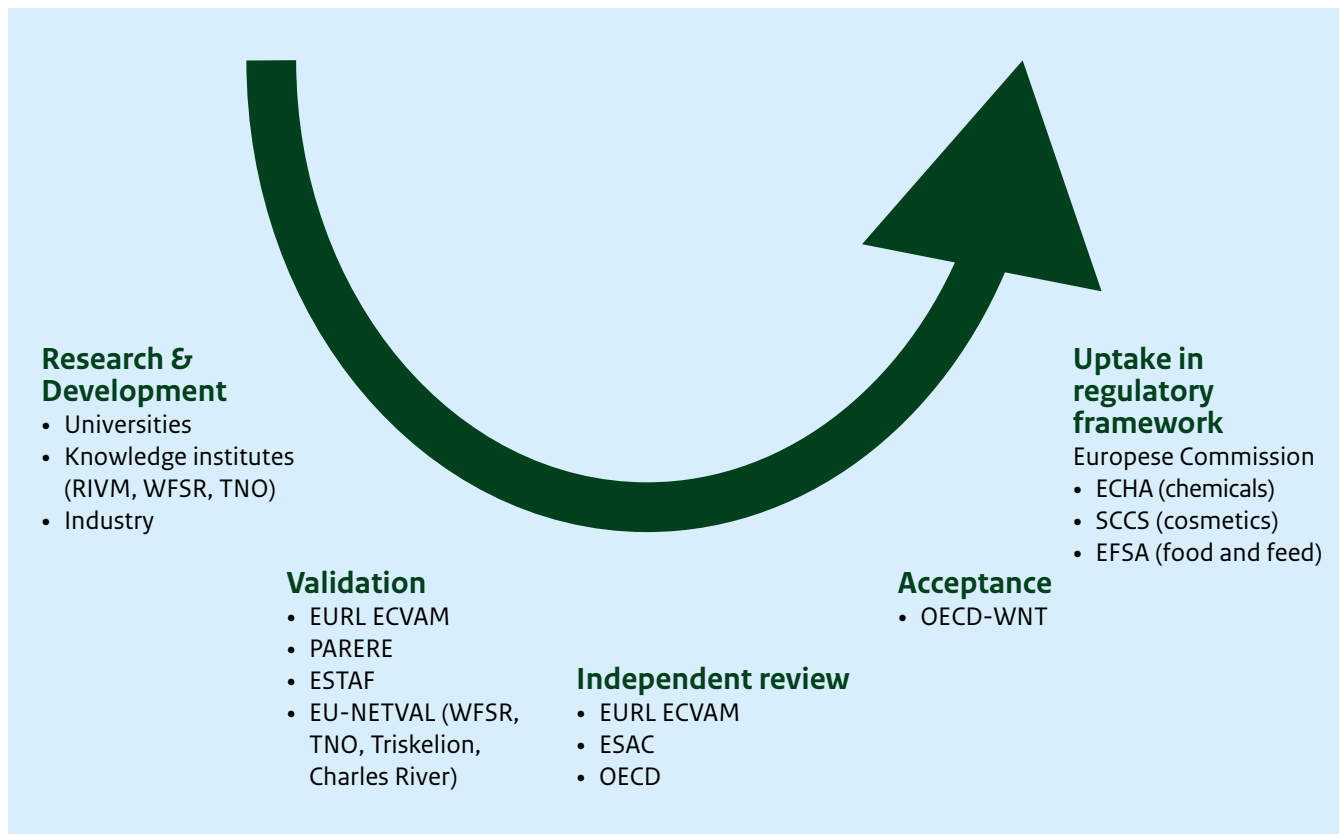 Research &
Development
• Universities
• Knowledge institutes
(RIVM, WFSR, TNO)
• Industry
Validation
• EURL ECVAM
• PARERE
• ESTAF
• EU-NETVAL (WFSR,
TNO, Triskelion,
Charles River)
Independent review
• EURL ECVAM
• ESAC
• OECD
Acceptance
• OECD-WNT
Uptake in
regulatory
framework
Europese Commission
• ECHA (chemicals)
• SCCS (cosmetics)
• EFSA (food and feed)